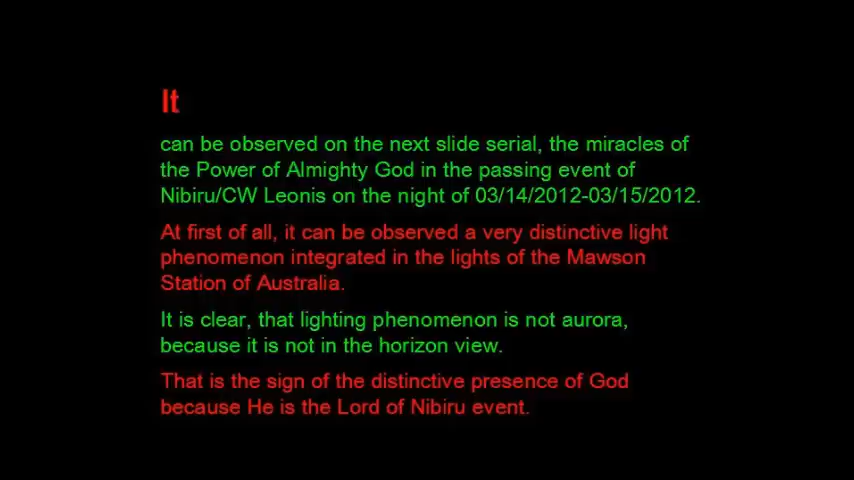 It
can be observed on the next slide serial, the miracles of
the Power of Almighty God in the passing event of
Nibiru/CW Leonis on the night of 03/14/2012-03/15/2012.
At first of all, it can be observed a very distinctive light
phenomenon integrated in the lights of the Mawson
Station of Australia.
It is clear, that lighting phenomenon is not aurora,
because it is not in the horizon view.
That is the sign of the distinctive presence of God
because He is the Lord of Nibiru event.